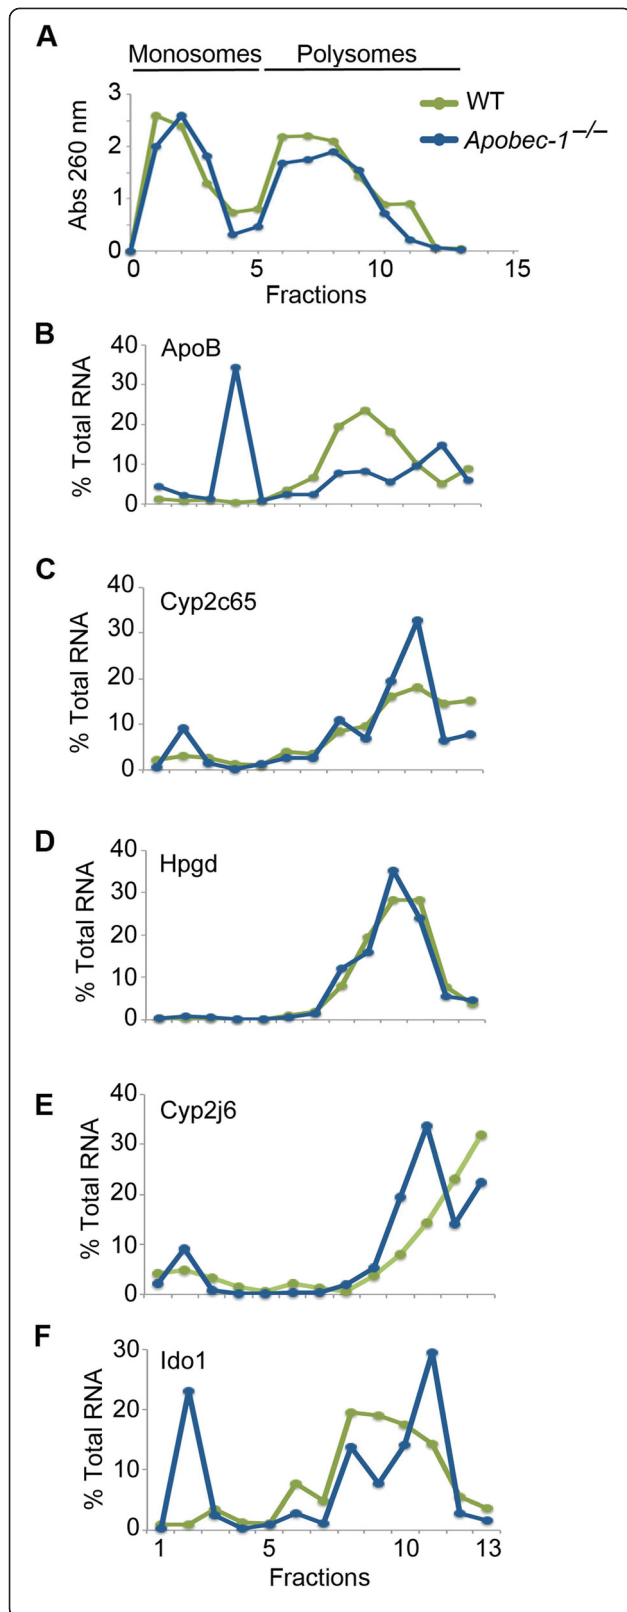 A
Monosomes Polysomes
WT
Apobec-1−/−
Abs 260 nm
3
2
1
0
0 5 10 15
Fractions
B
ApoB
% Total RNA
40
30
20
10
0
C
Cyp2c65
% Total RNA
40
30
20
10
0
D
Hpgd
% Total RNA
40
30
20
10
0
E
Cyp2j6
% Total RNA
40
30
20
10
0
F
Ido1
% Total RNA
30
20
10
0
1 5 10 13
Fractions